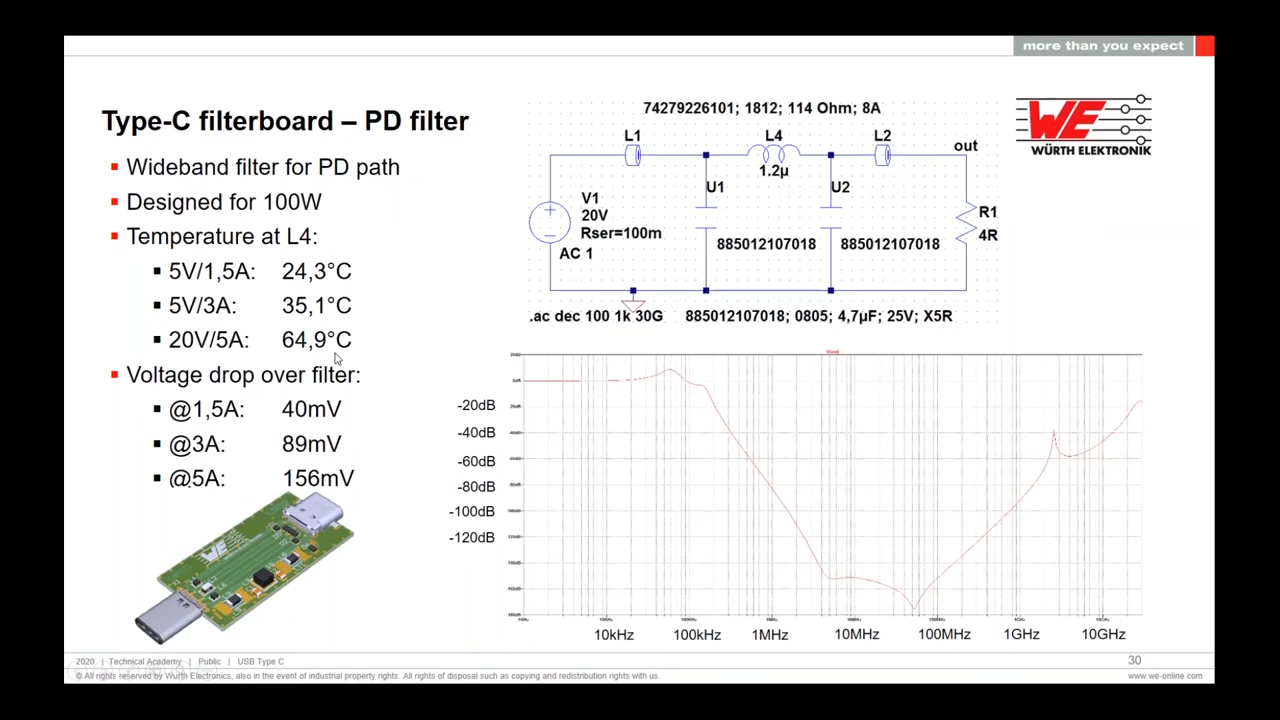 more than you expect
Type-C filterboard – PD filter
▪ Wideband filter for PD path
▪ Designed for 100W
▪ Temperature at L4:
▪ 5V/1,5A: 24,3°C
▪ 5V/3A: 35,1°C
▪ 20V/5A: 64,9°C
▪ Voltage drop over filter:
▪ @1,5A: 40mV
▪ @3A: 89mV
▪ @5A: 156mV
74279226101; 1812; 114 Ohm; 8A
L1 L4 L2
out
1.2µ
U1 U2
V1
20V
Rser=100m
AC 1
R1
4R
885012107018 885012107018
.ac dec 100 1k 30G 885012107018; 0805; 4,7µF; 25V; X5R
WE
WÜRTH ELEKTRONIK
-20dB
-40dB
-60dB
-80dB
-100dB
-120dB
10kHz 100kHz 1MHz 10MHz 100MHz 1GHz 10GHz
WE
2020 | Technical Academy | Public | USB Type C
30
© All rights reserved by Wurth Electronics, also in the event of industrial property rights. All rights of disposal such as copying and redistribution rights with us.
www.we-online.com